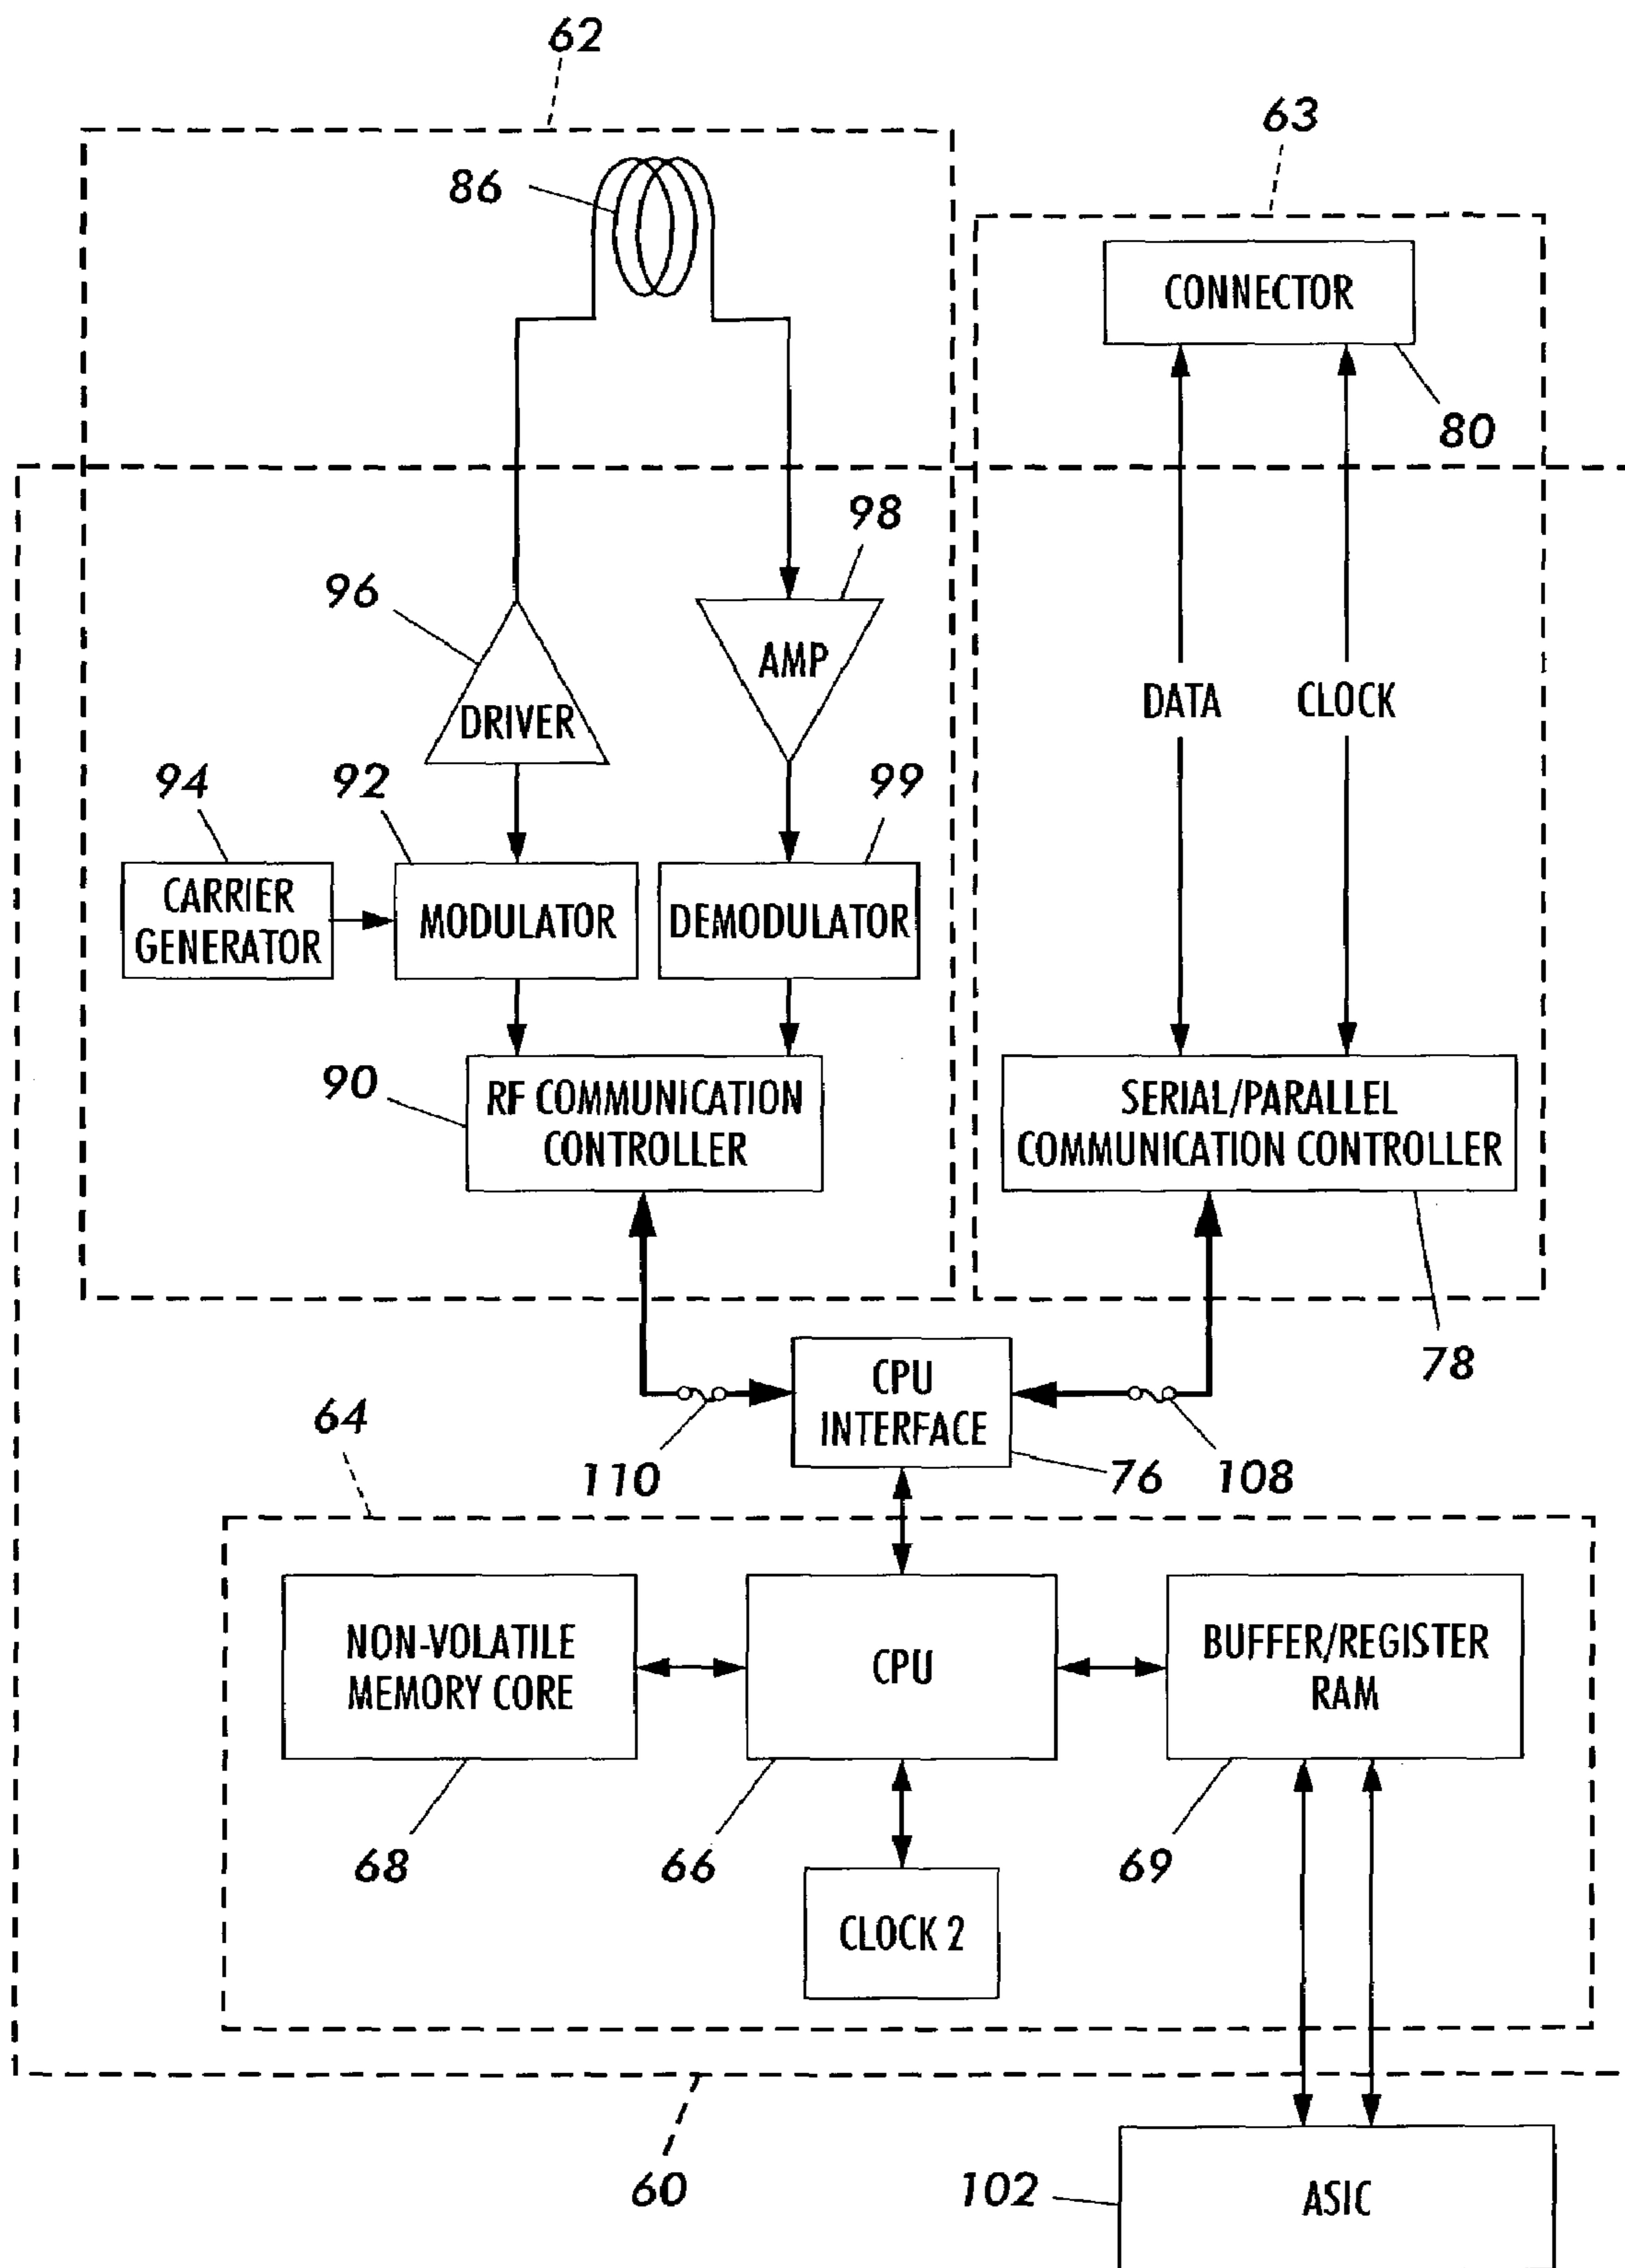 62
63
86
CONNECTOR
80
98
96
AMP
DRIVER
DATA
CLOCK
94
92
99
CARRIER
GENERATOR
MODULATOR
DEMODULATOR
90
RF COMMUNICATION
CONTROLLER
SERIAL/PARALLEL
COMMUNICATION CONTROLLER
78
CPU
INTERFACE
64
110
76
108
NON-VOLATILE
MEMORY CORE
CPU
BUFFER/REGISTER
RAM
68
66
69
CLOCK 2
60
102
ASIC